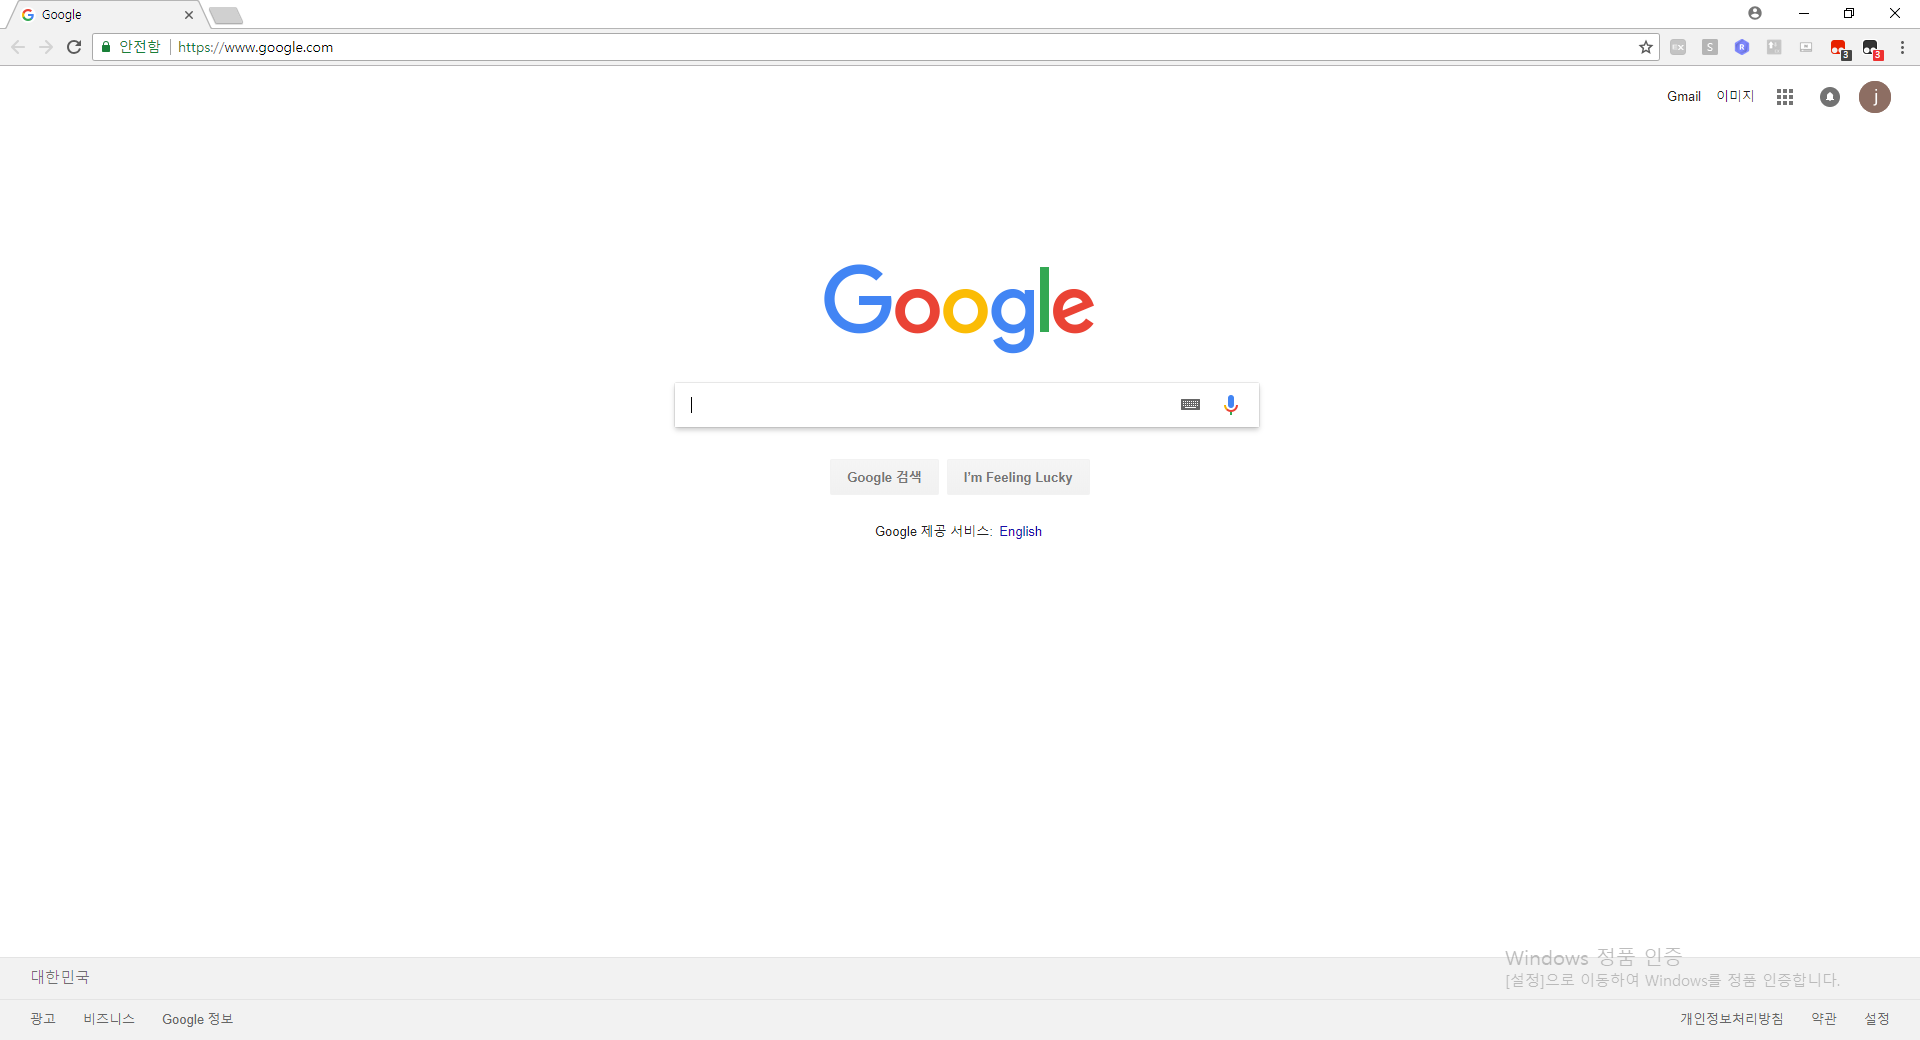 Google
안전함 https://www.google.com
EX S R 3 3
Gmail 이미지 j
Google
Google 검색 I'm Feeling Lucky
Google 제공 서비스: English
Windows 정품 인증
[설정]으로 이동하여 Windows를 정품 인증합니다.
대한민국
광고 비즈니스 Google 정보 개인정보처리방침 약관 설정